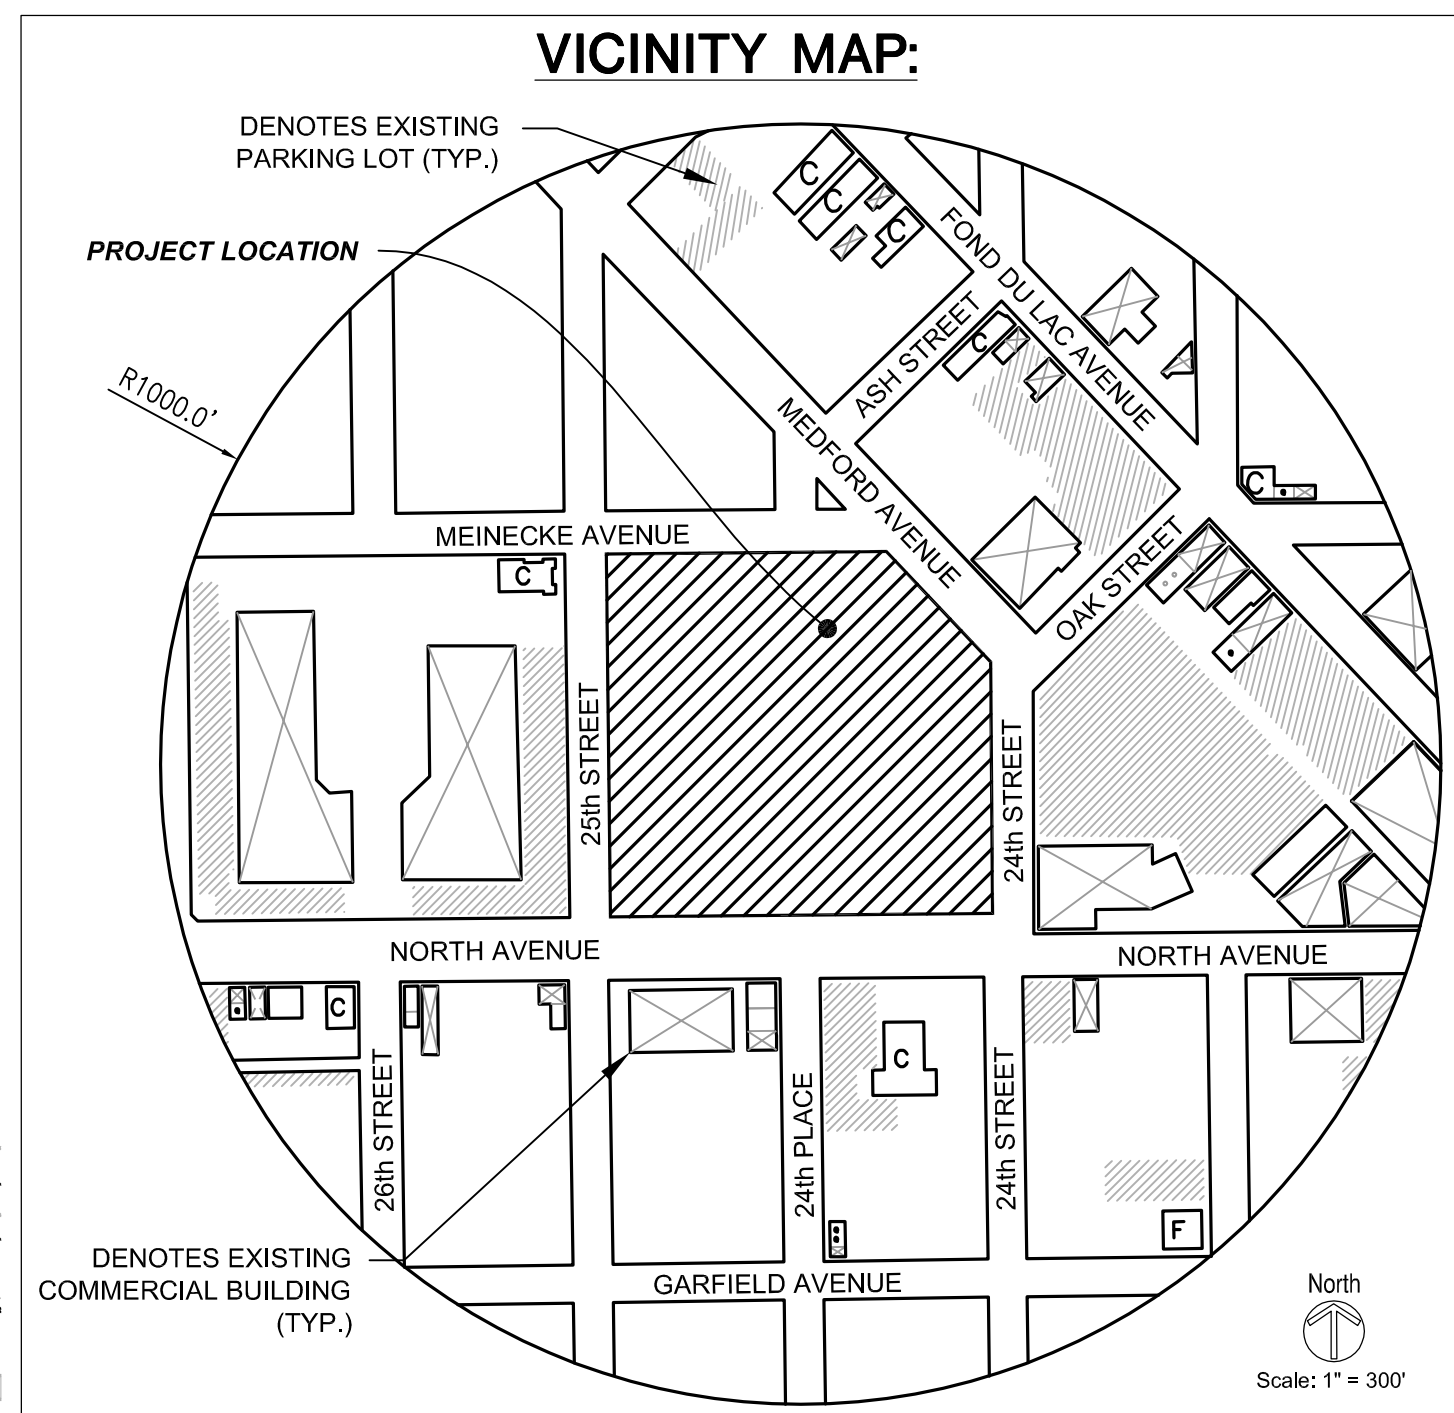 VICINITY MAP:
DENOTES EXISTING
PARKING LOT (TYP.)
PROJECT LOCATION
R1000.0'
C
C
C
FOND DU LAC AVENUE
ASH STREET
C
MEDFORD AVENUE
C
MEINECKE AVENUE
C
OAK STREET
25th STREET
24th STREET
NORTH AVENUE
NORTH AVENUE
C
C
26th STREET
24th PLACE
24th STREET
F
DENOTES EXISTING
COMMERCIAL BUILDING
(TYP.)
GARFIELD AVENUE
North
Scale: 1" = 300'